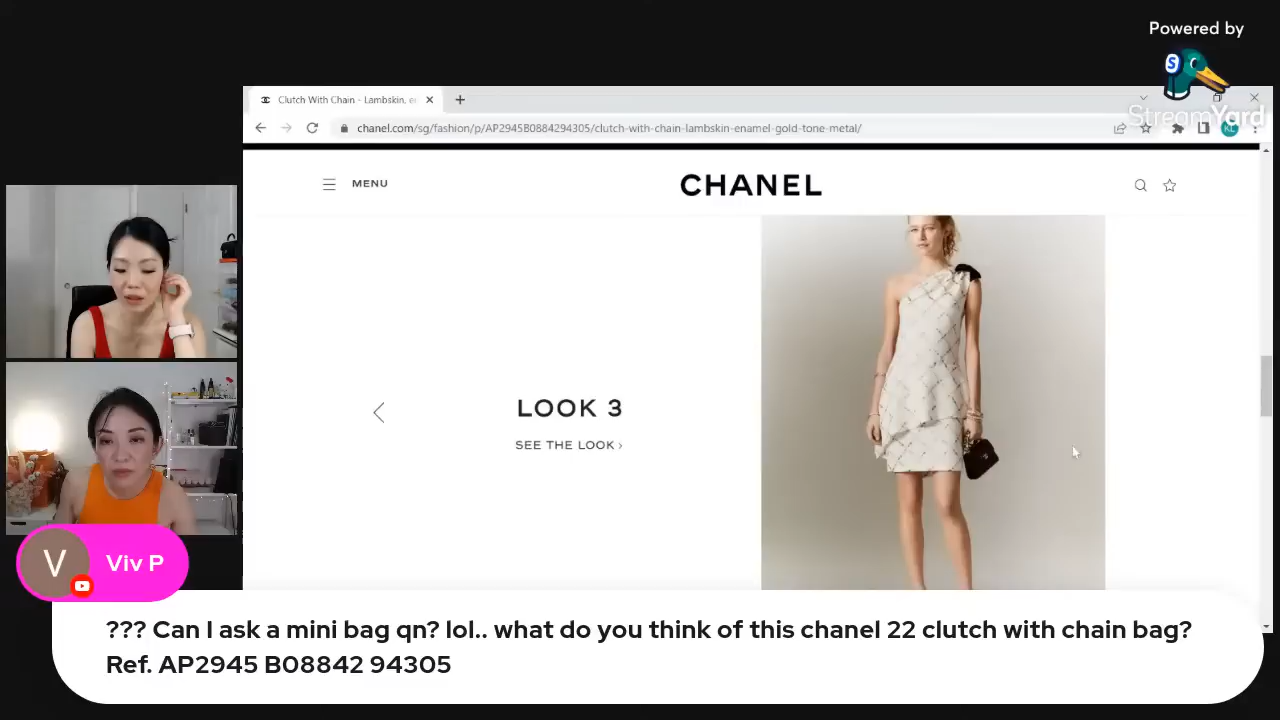 Powered by
StreamYard
Clutch With Chain - Lambskin, e
chanel.com/sg/fashion/p/AP2945B0884294305/clutch-with-chain-lambskin-enamel-gold-tone-metal/
KL
MENU
CHANEL
LOOK 3
SEE THE LOOK ›
V
Viv P
??? Can I ask a mini bag qn? lol.. what do you think of this chanel 22 clutch with chain bag?
Ref. AP2945 B08842 94305